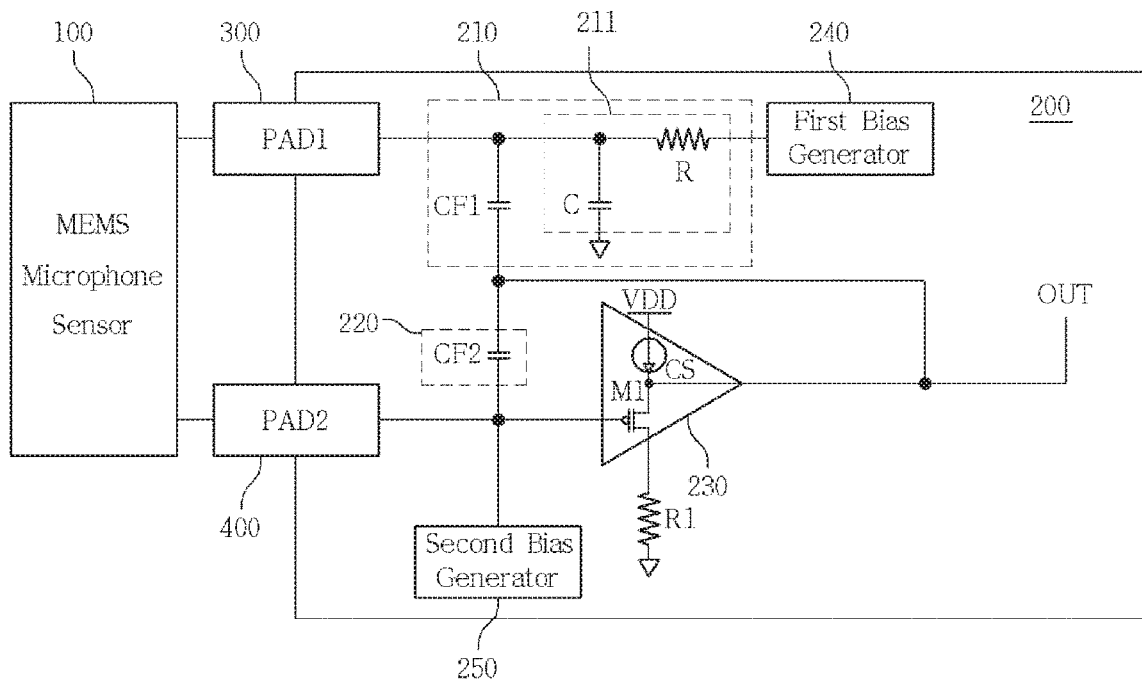 100
300
210
211
240
200
PAD1
First Bias
Generator
R
CF1
C
MEMS
Microphone
Sensor
VDD
OUT
220
CF2
CS
M1
PAD2
230
400
R1
Second Bias
Generator
250